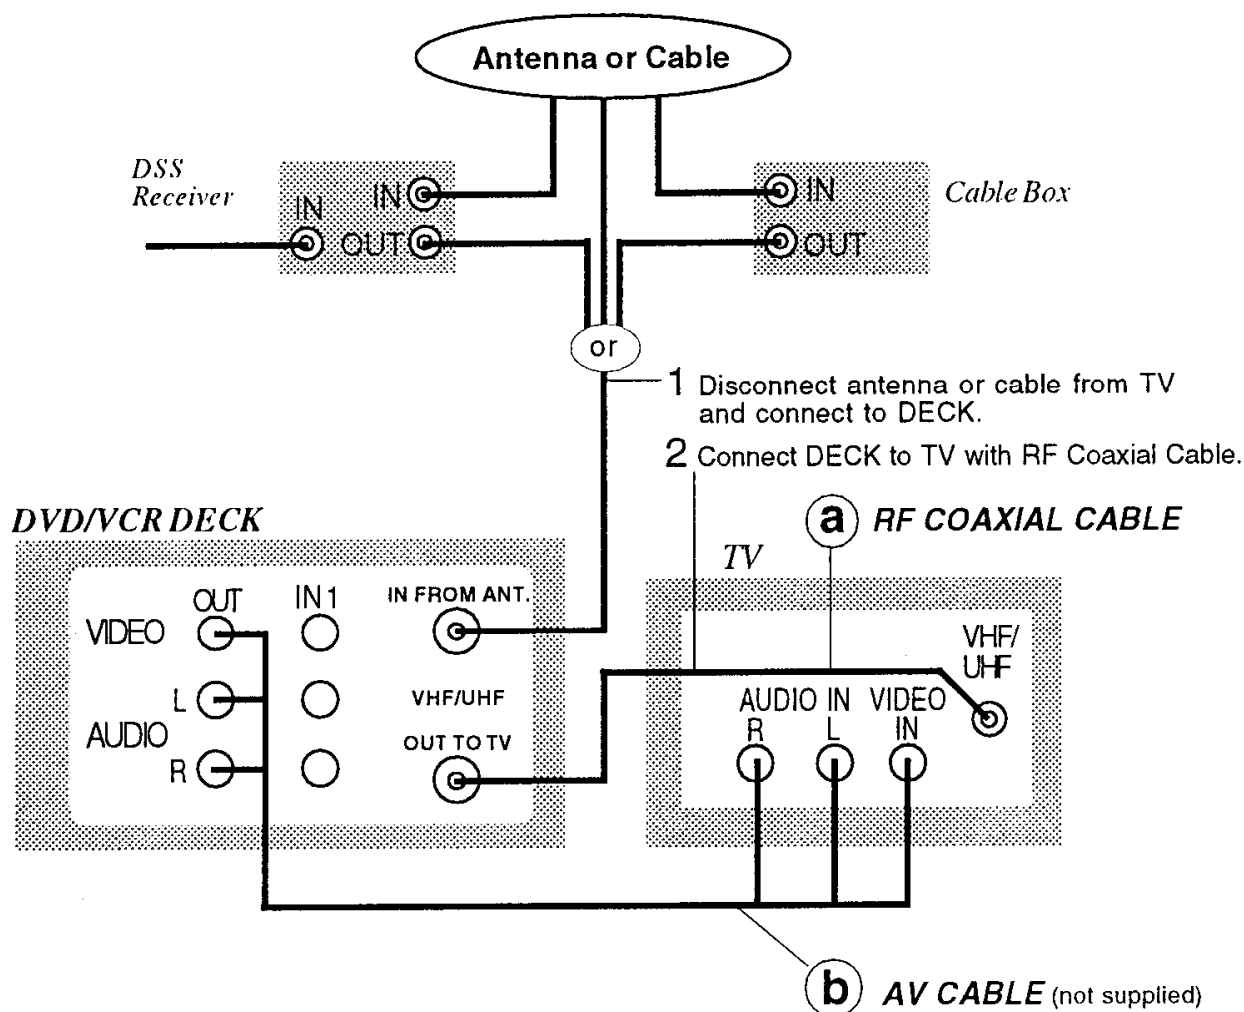 Antenna or Cable
DSS
Receiver
IN
IN
OUT
IN
OUT
Cable Box
or
1 Disconnect antenna or cable from TV
and connect to DECK.
2 Connect DECK to TV with RF Coaxial Cable.
DVD/VCR DECK
a RF COAXIAL CABLE
TV
OUT
IN 1
IN FROM ANT.
VIDEO
L
VHF/UHF
AUDIO
R
OUT TO TV
VHF/
UHF
AUDIO IN
R
L
VIDEO
IN
b AV CABLE (not supplied)